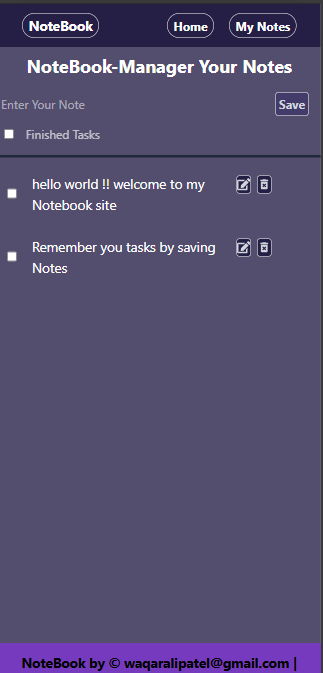 NoteBook Home My Notes
NoteBook-Manager Your Notes
Enter Your Note Save
Finished Tasks
hello world !! welcome to my
Notebook site
Remember you tasks by saving
Notes
NoteBook by © waqaralipatel@gmail.com |